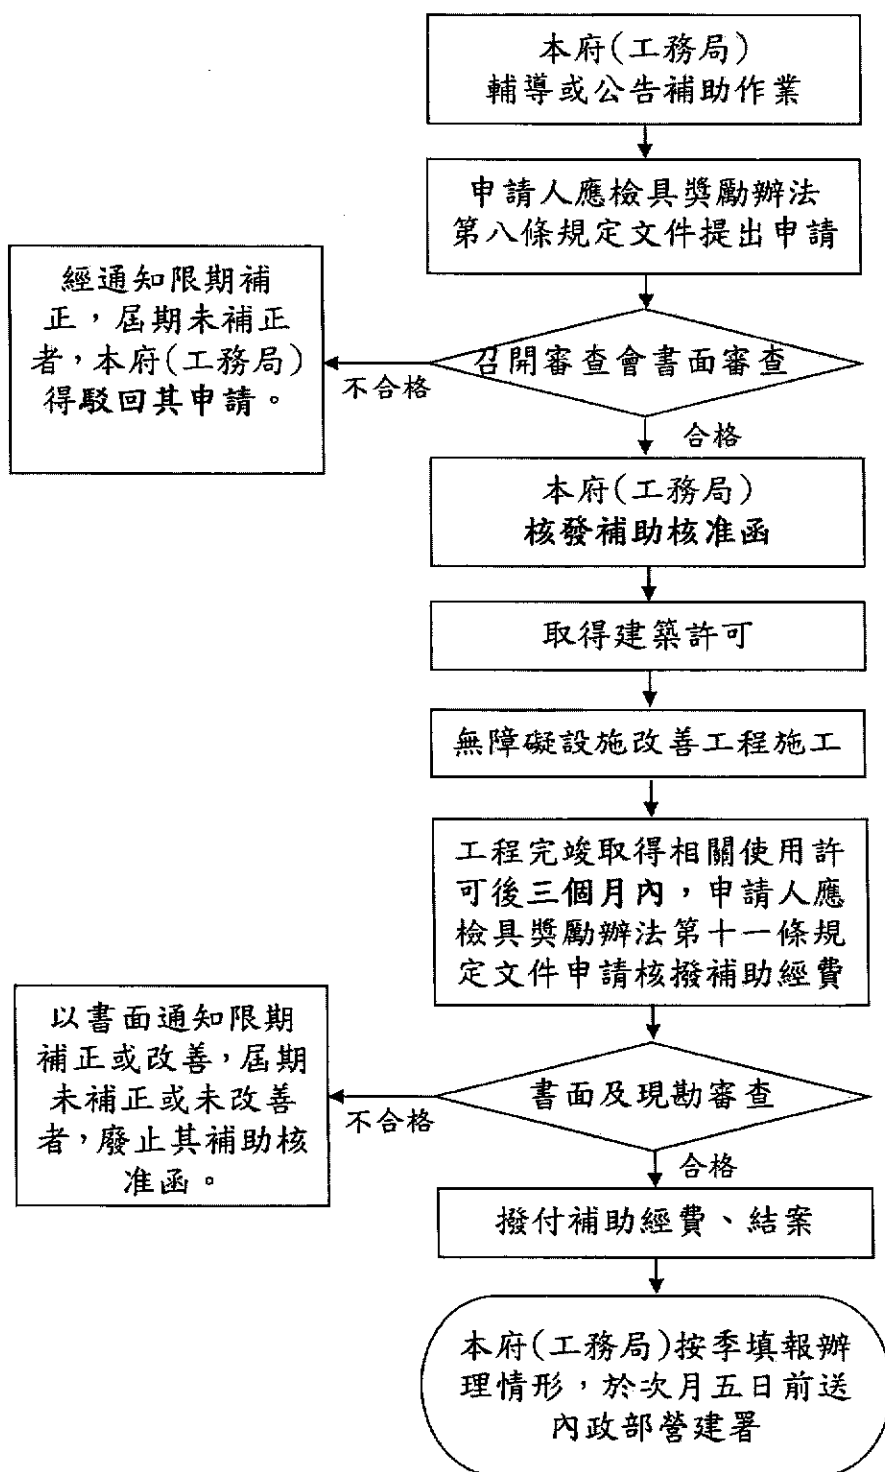 本府(工務局)
輔導或公告補助作業
申請人應檢具獎勵辦法
第八條規定文件提出申請
召開審查會書面審查
不合格
經通知限期補
正，屆期未補正
者，本府(工務局)
得駁回其申請。
合格
本府(工務局)
核發補助核准函
取得建築許可
無障礙設施改善工程施工
工程完竣取得相關使用許
可後三個月內，申請人應
檢具獎勵辦法第十一條規
定文件申請核撥補助經費
書面及現勘審查
不合格
以書面通知限期
補正或改善，屆期
未補正或未改善
者，廢止其補助核
准函。
合格
撥付補助經費、結案
本府(工務局)按季填報辦
理情形，於次月五日前送
內政部營建署